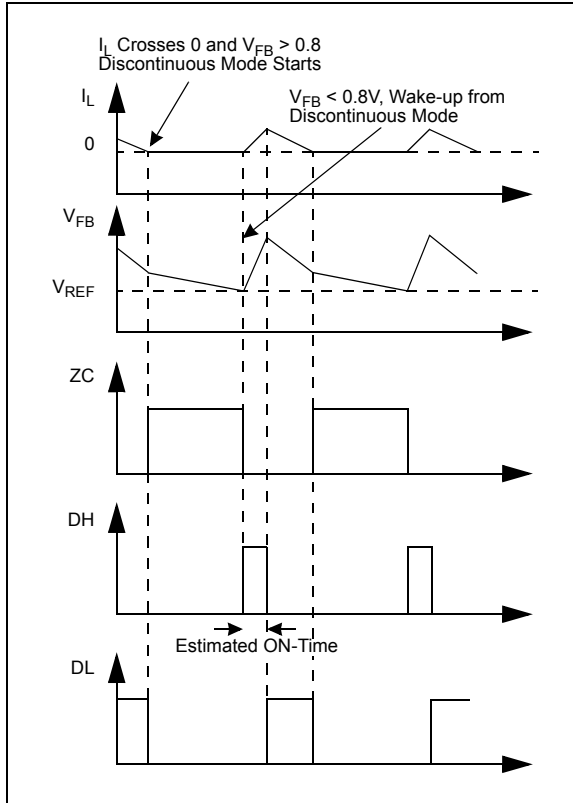 I_L Crosses 0 and V_FB > 0.8
Discontinuous Mode Starts
V_FB < 0.8V, Wake-up from
Discontinuous Mode
I_L
0
V_FB
V_REF
ZC
DH
Estimated ON-Time
DL